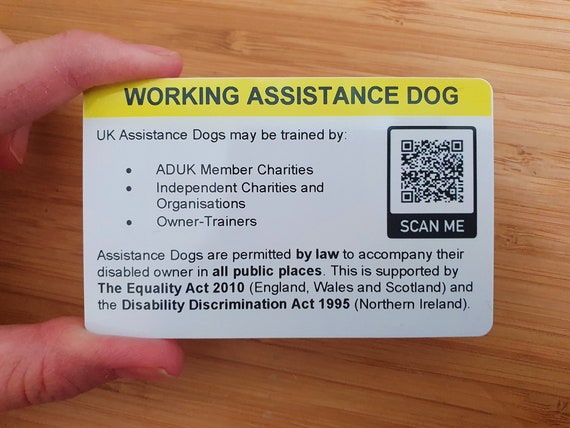 WORKING ASSISTANCE DOG
UK Assistance Dogs may be trained by:
• ADUK Member Charities
• Independent Charities and
Organisations
• Owner-Trainers
SCAN ME
Assistance Dogs are permitted by law to accompany their
disabled owner in all public places. This is supported by
The Equality Act 2010 (England, Wales and Scotland) and
the Disability Discrimination Act 1995 (Northern Ireland).